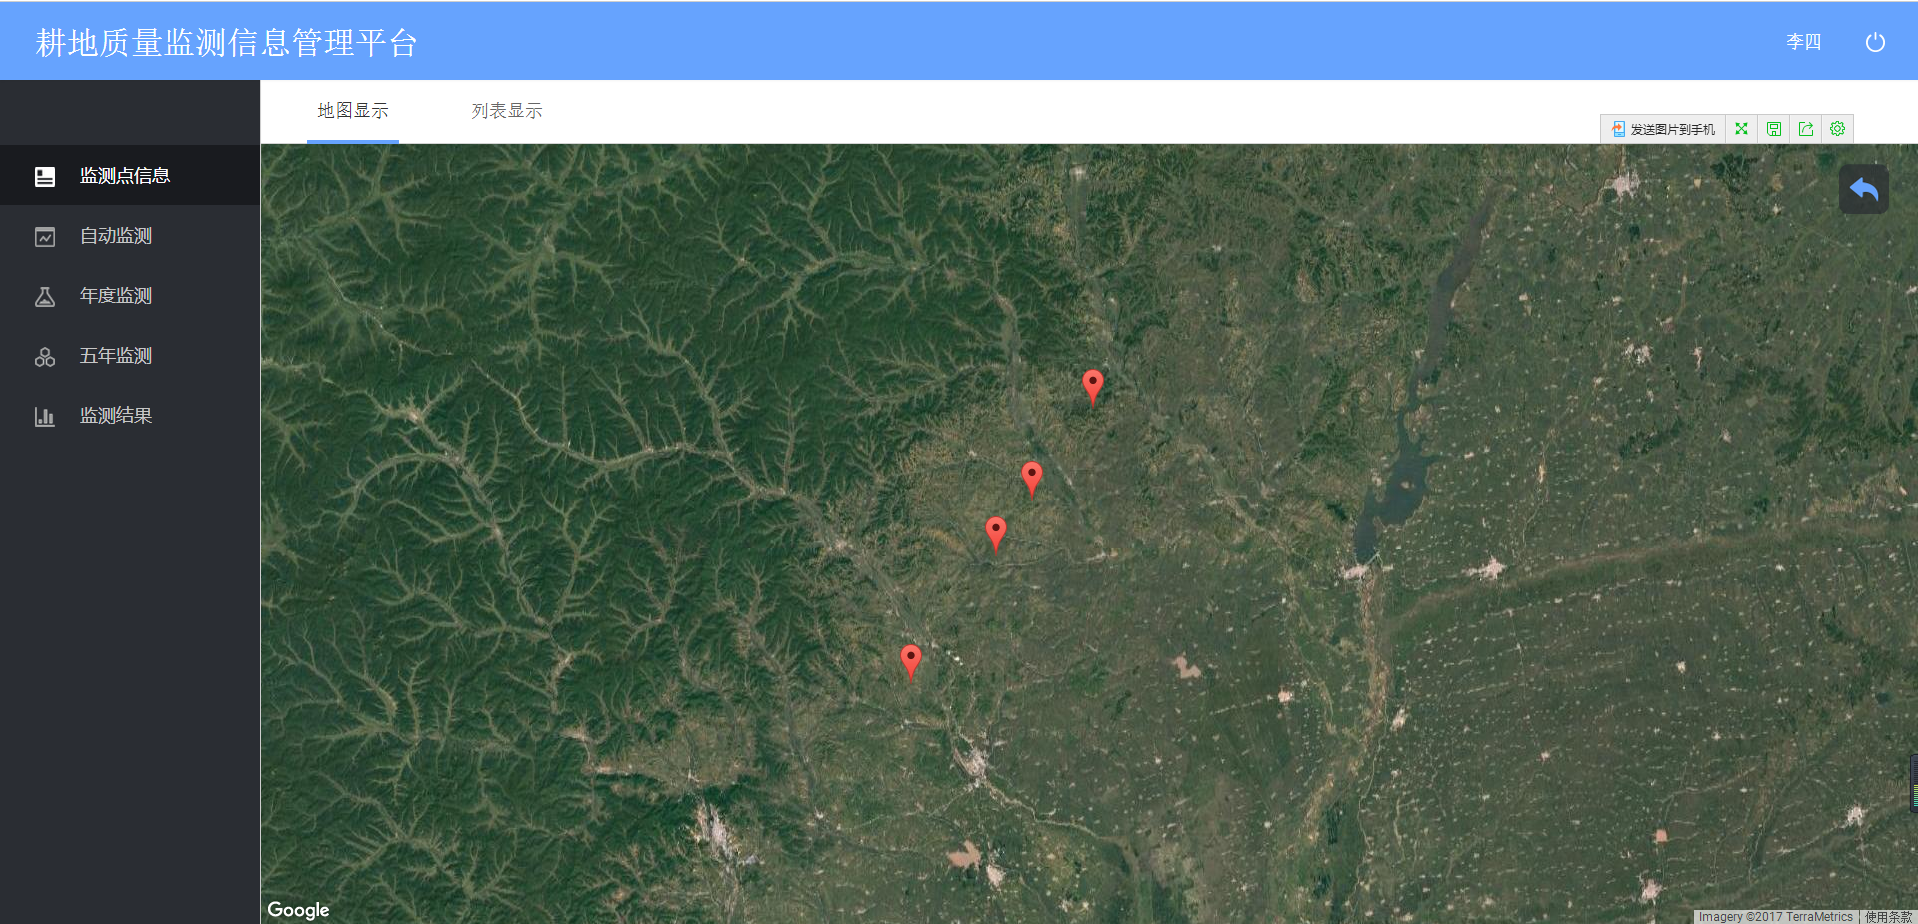 耕地质量监测信息管理平台
李四
地图显示
列表显示
发送图片到手机
监测点信息
自动监测
年度监测
五年监测
监测结果
Google
Imagery ©2017 TerraMetrics | 使用条款